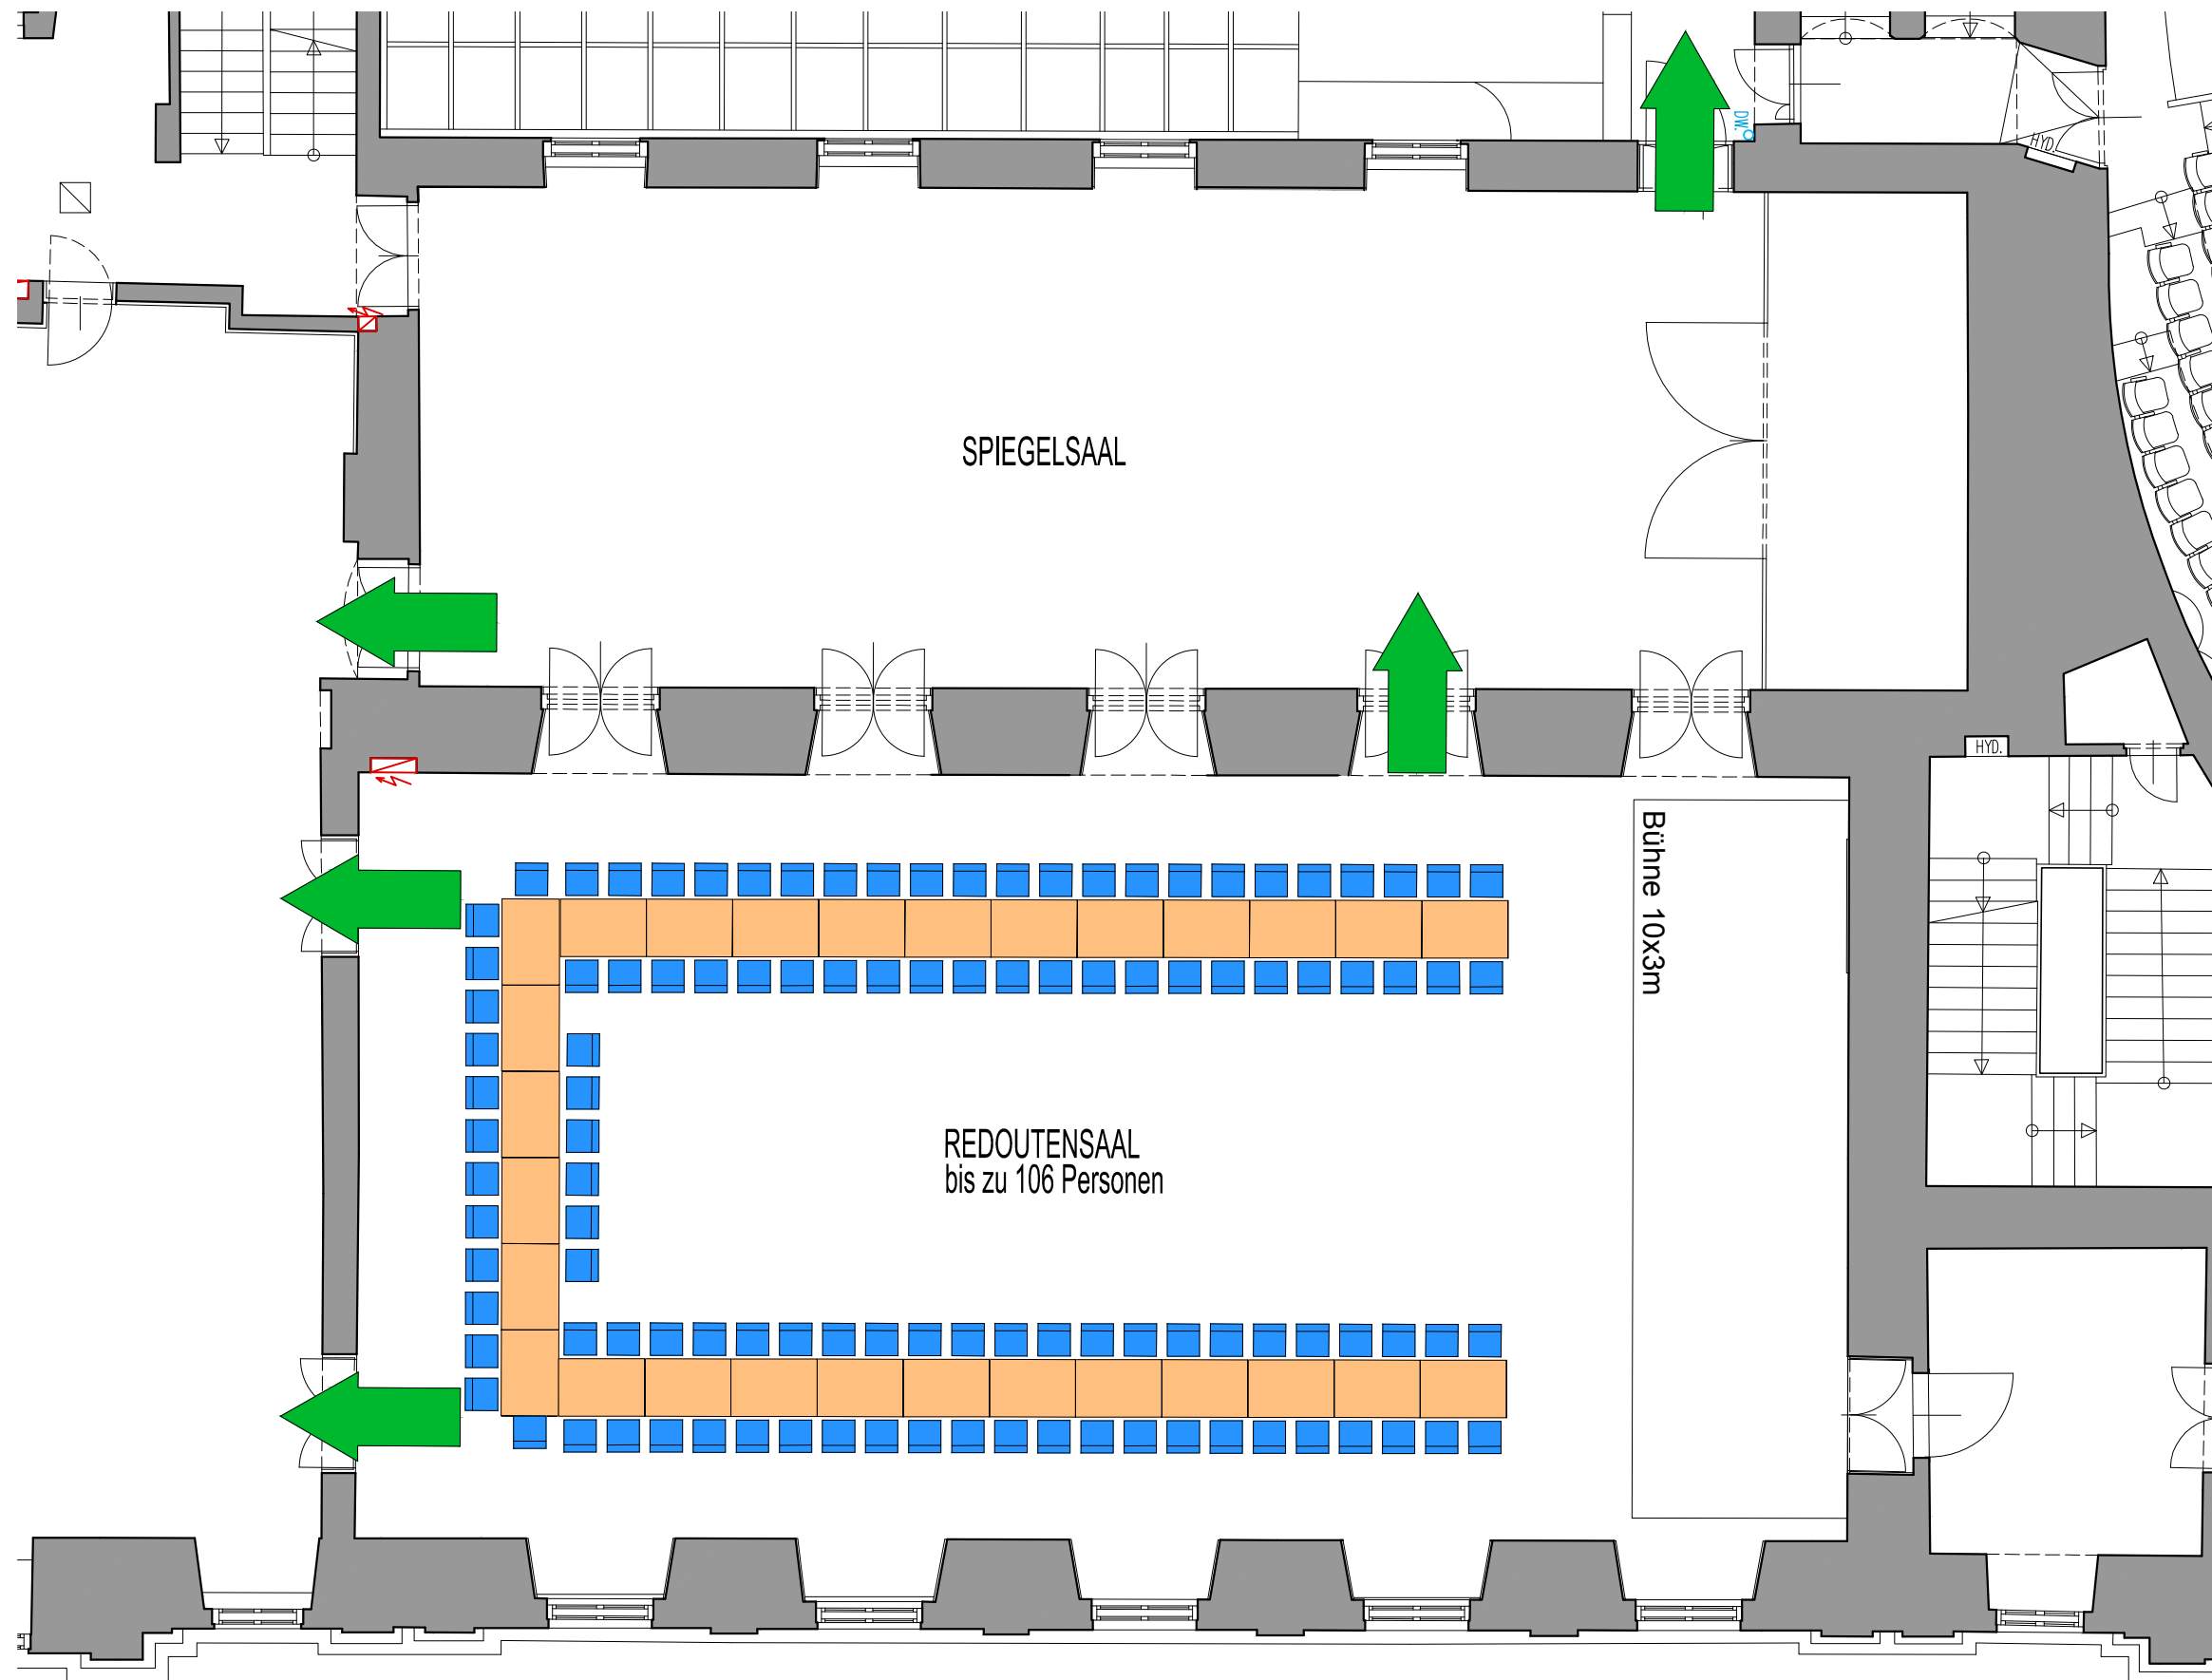 DW.
HYD.
SPIEGELSAAL
HYD.
Bühne 10x3m
REDOUTENSAAL
bis zu 106 Personen